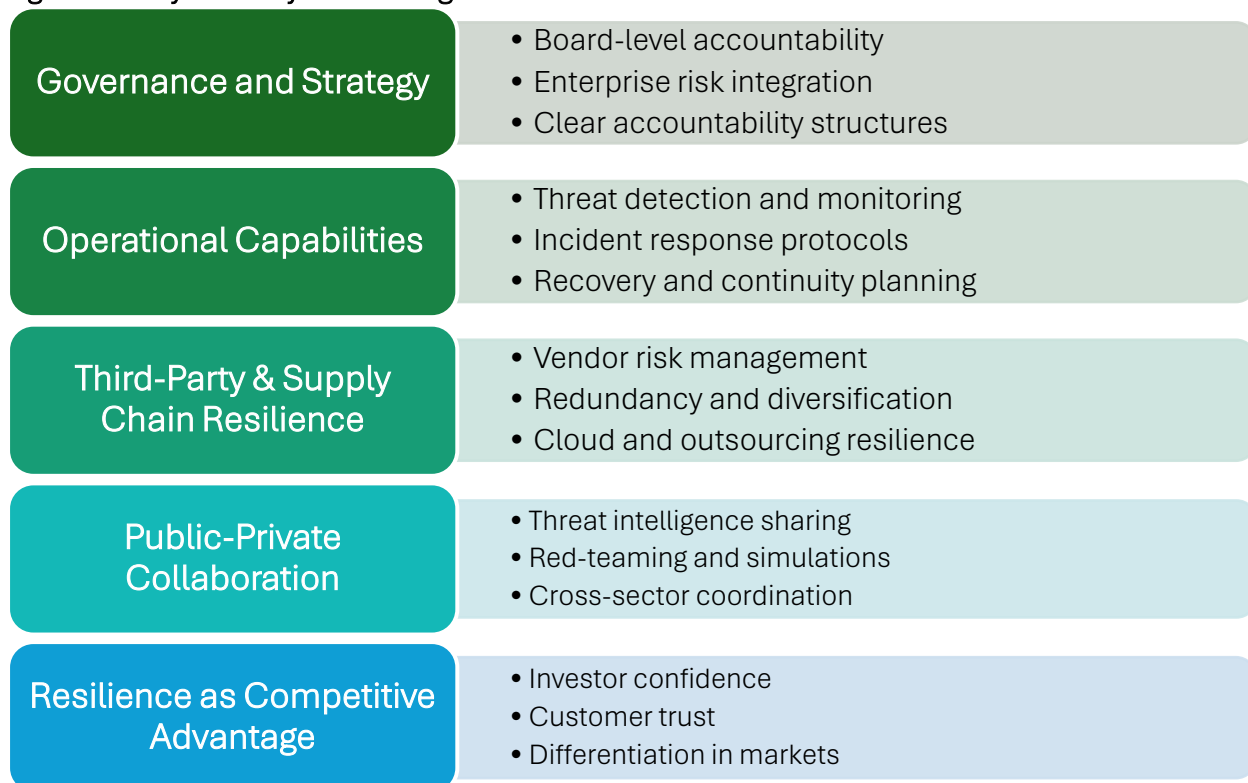 Governance and Strategy
• Board-level accountability
• Enterprise risk integration
• Clear accountability structures
Operational Capabilities
• Threat detection and monitoring
• Incident response protocols
• Recovery and continuity planning
Third-Party & Supply
Chain Resilience
• Vendor risk management
• Redundancy and diversification
• Cloud and outsourcing resilience
Public-Private
Collaboration
• Threat intelligence sharing
• Red-teaming and simulations
• Cross-sector coordination
Resilience as Competitive
Advantage
• Investor confidence
• Customer trust
• Differentiation in markets